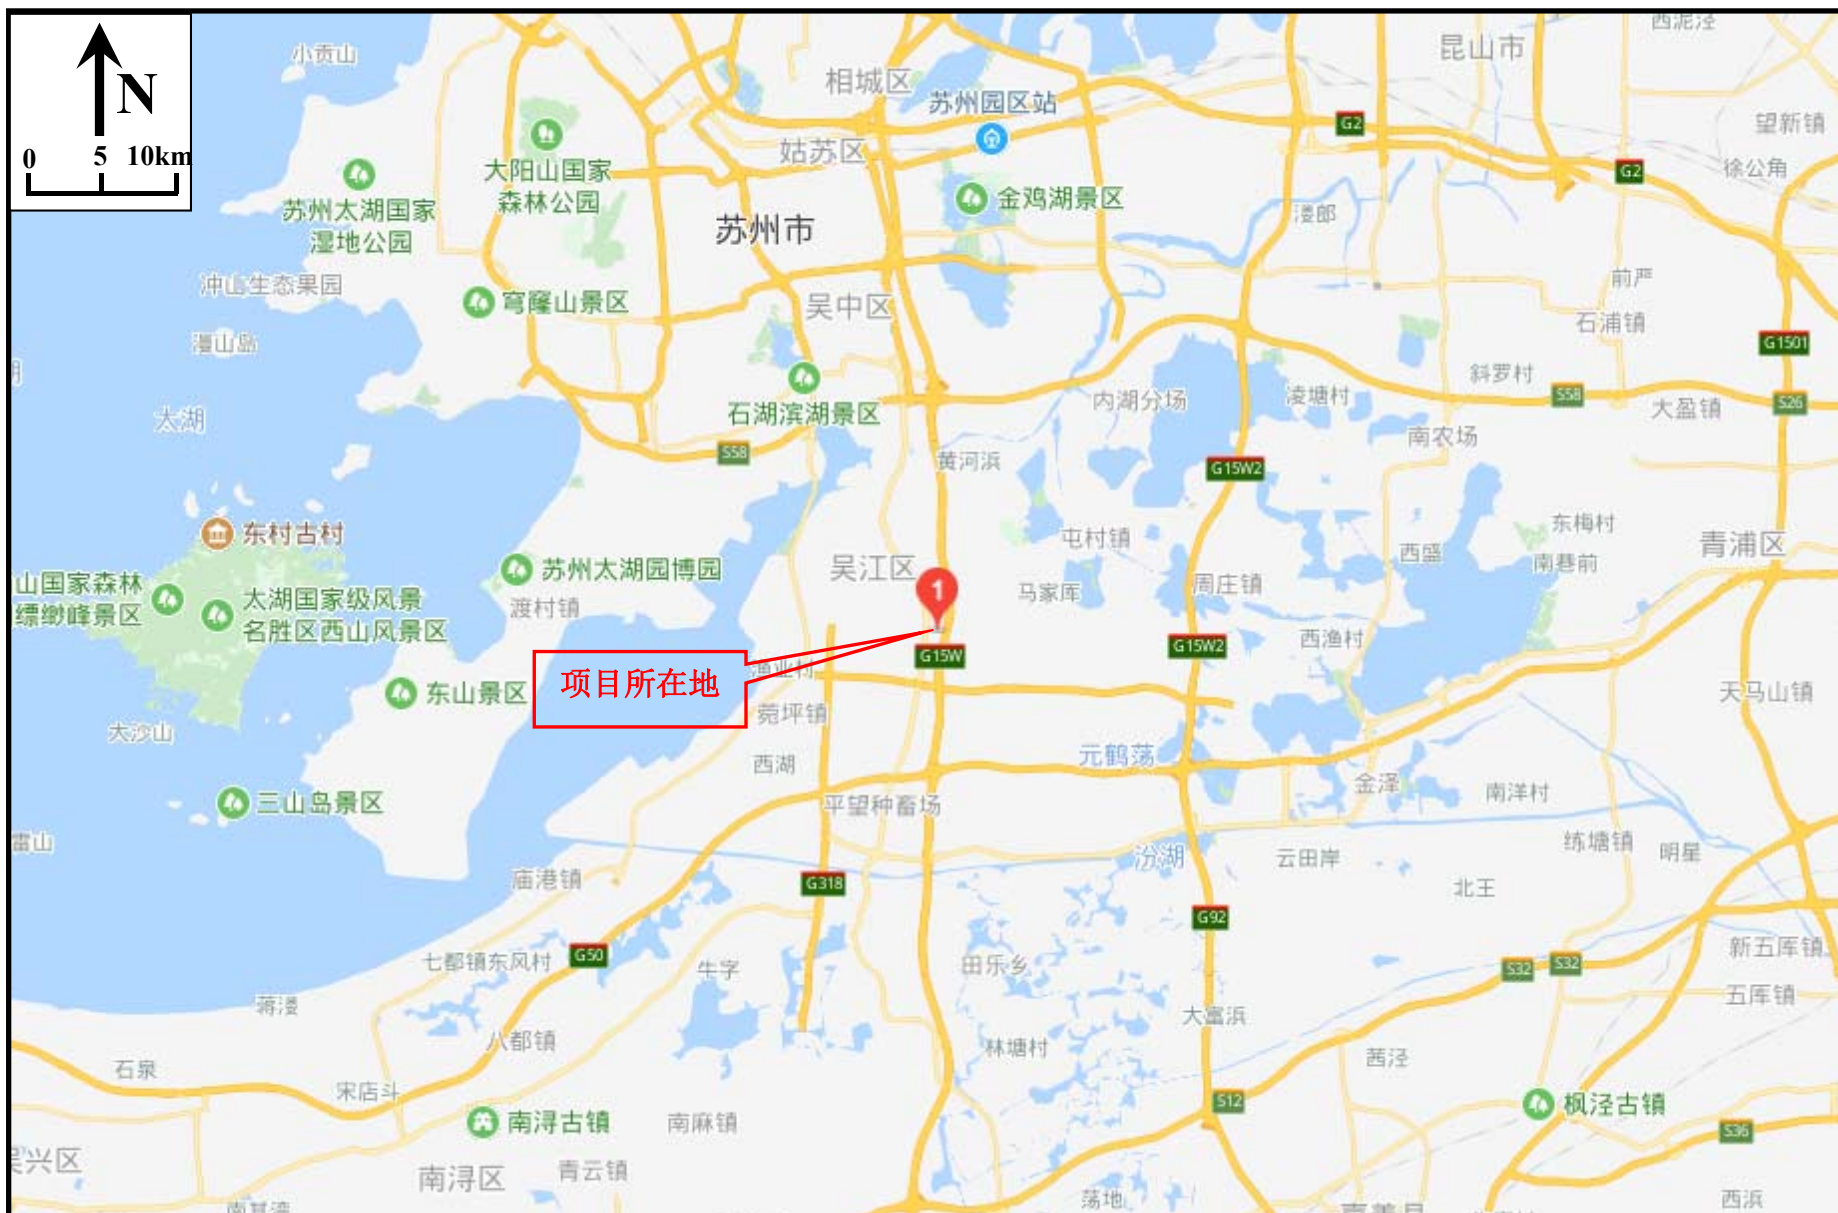 N
0 5 10km
小贡山
西泥泾
昆山市
相城区
苏州园区站
G2
望新镇
大阳山国家
森林公园
姑苏区
G2
徐公角
苏州太湖国家
湿地公园
金鸡湖景区
溇郎
苏州市
冲山生态果园
穹窿山景区
吴中区
前严
石浦镇
漫山岛
G1501
斜罗村
太湖
石湖滨湖景区
内湖分场
凌塘村
S58
大盈镇
S26
S58
黄河浜
南农场
G15W2
东村古村
屯村镇
东梅村
西盛
南巷前
青浦区
山国家森林
缥缈峰景区
太湖国家级风景
名胜区西山风景区
苏州太湖园博园
渡村镇
吴江区
1
马家厍
周庄镇
西渔村
G15W
G15W2
项目所在地
渔业村
东山景区
菀坪镇
天马山镇
大沙山
西湖
元鹤荡
金泽
南洋村
三山岛景区
平望种畜场
雷山
汾湖
云田岸
练塘镇
明星
庙港镇
G318
北王
G92
七都镇东风村
G50
牛字
田乐乡
S32
S32
新五厍镇
五厍镇
蒋溇
大富浜
八都镇
林塘村
茜泾
石泉
宋店斗
S12
枫泾古镇
南浔古镇
南麻镇
S36
兴区
南浔区
青云镇
荡地
西浜